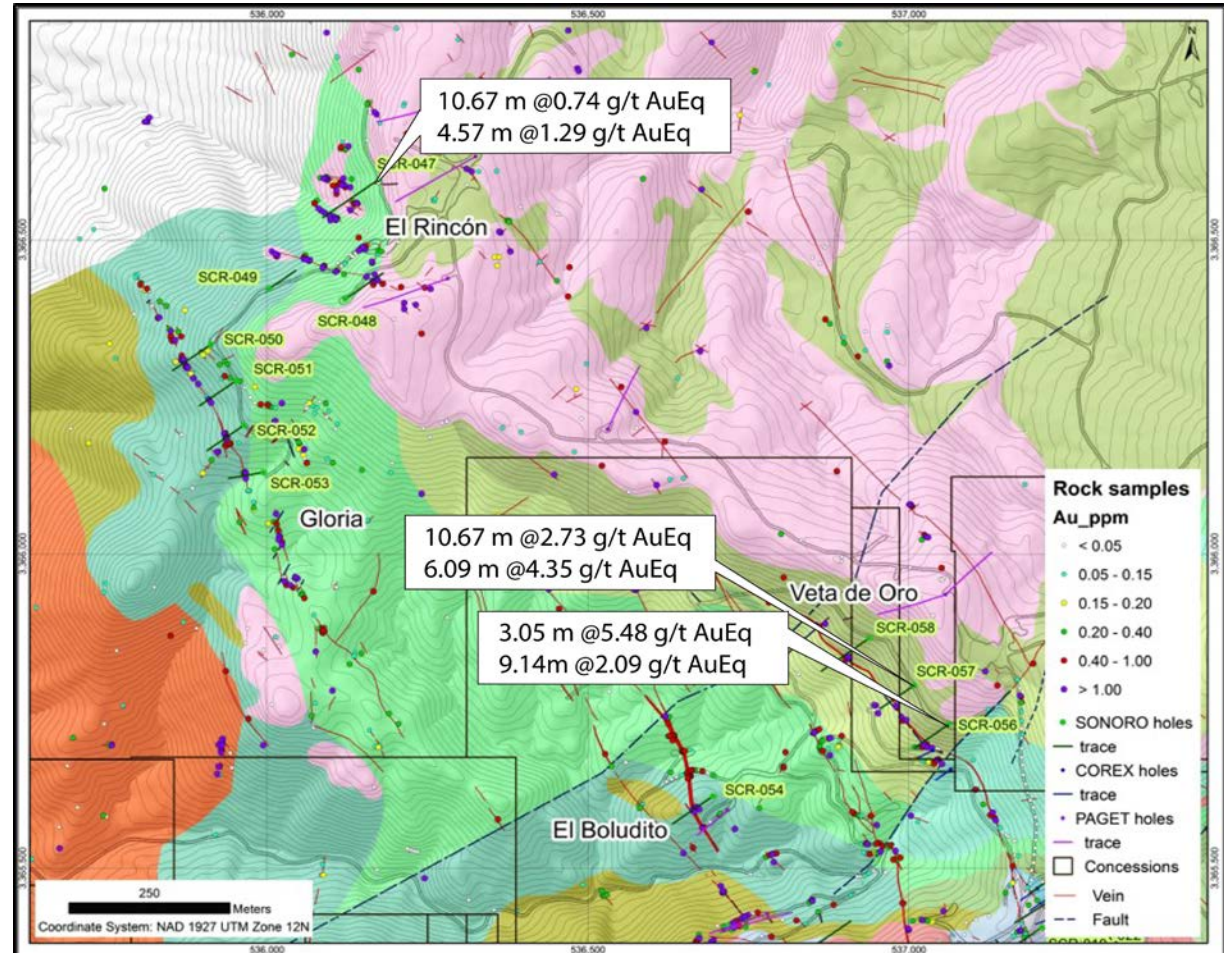 536,000
536,500
537,000
N
10.67 m @0.74 g/t AuEq
4.57 m @1.29 g/t AuEq
SCR-047
El Rincón
3,366,500
3,366,500
SCR-049
SCR-048
SCR-050
SCR-051
SCR-052
SCR-053
Gloria
3,366,000
10.67 m @2.73 g/t AuEq
6.09 m @4.35 g/t AuEq
Veta de Oro
3.05 m @5.48 g/t AuEq
9.14m @2.09 g/t AuEq
SCR-058
SCR-057
SCR-056
SCR-054
El Boludito
3,365,500
3,365,500
Rock samples
Au_ppm
< 0.05
0.05 - 0.15
0.15 - 0.20
0.20 - 0.40
0.40 - 1.00
> 1.00
SONORO holes
trace
COREX holes
trace
PAGET holes
trace
Concessions
Vein
Fault
250
Meters
Coordinate System: NAD 1927 UTM Zone 12N
536,000
536,500
537,000